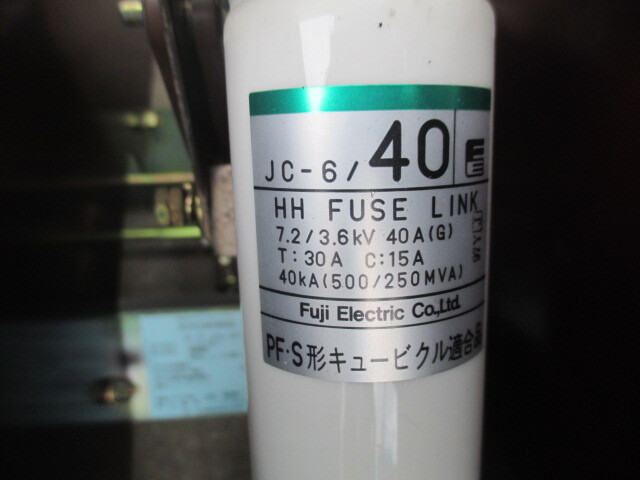 JC-6/40
HH FUSE LINK
7.2/3.6kV 40A(G)
T:30A C:15A
40kA(500/250MVA)
Fuji Electric Co.,Ltd.
PF·S形キュービクル適合品